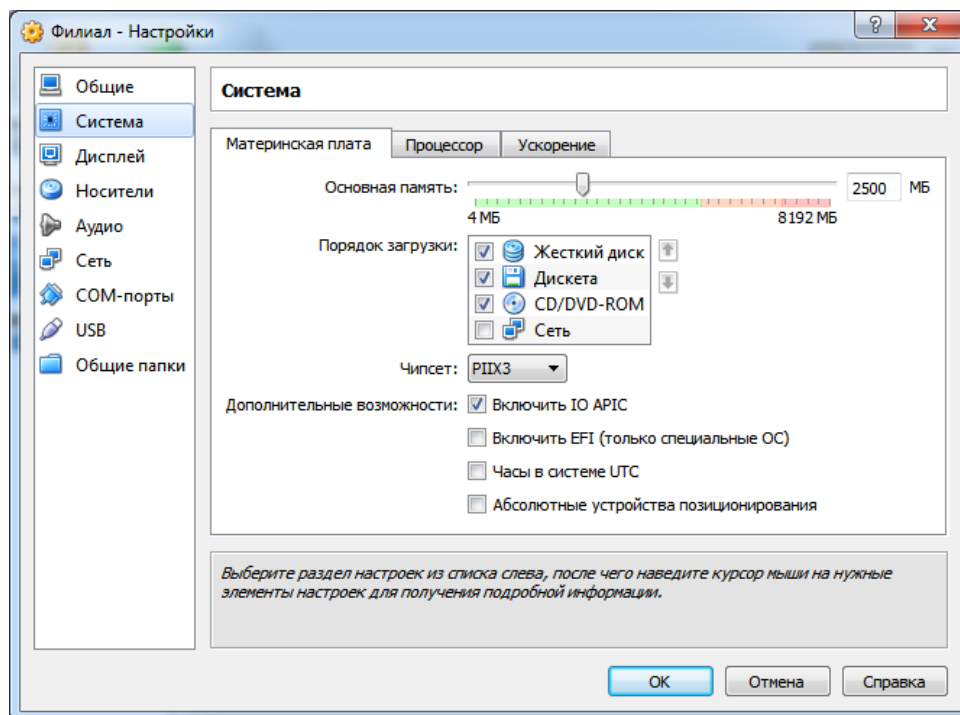 Филиал - Настройки
Общие
Система
Дисплей
Носители
Аудио
Сеть
COM-порты
USB
Общие папки
Система
Материнская плата Процессор Ускорение
Основная память: 2500 МБ
4 МБ 8192 МБ
Порядок загрузки: Жесткий диск
Дискета
CD/DVD-ROM
Сеть
Чипсет: PIIX3
Дополнительные возможности: Включить IO APIC
Включить EFI (только специальные ОС)
Часы в системе UTC
Абсолютные устройства позиционирования
Выберите раздел настроек из списка слева, после чего наведите курсор мыши на нужные
элементы настроек для получения подробной информации.
OK Отмена Справка